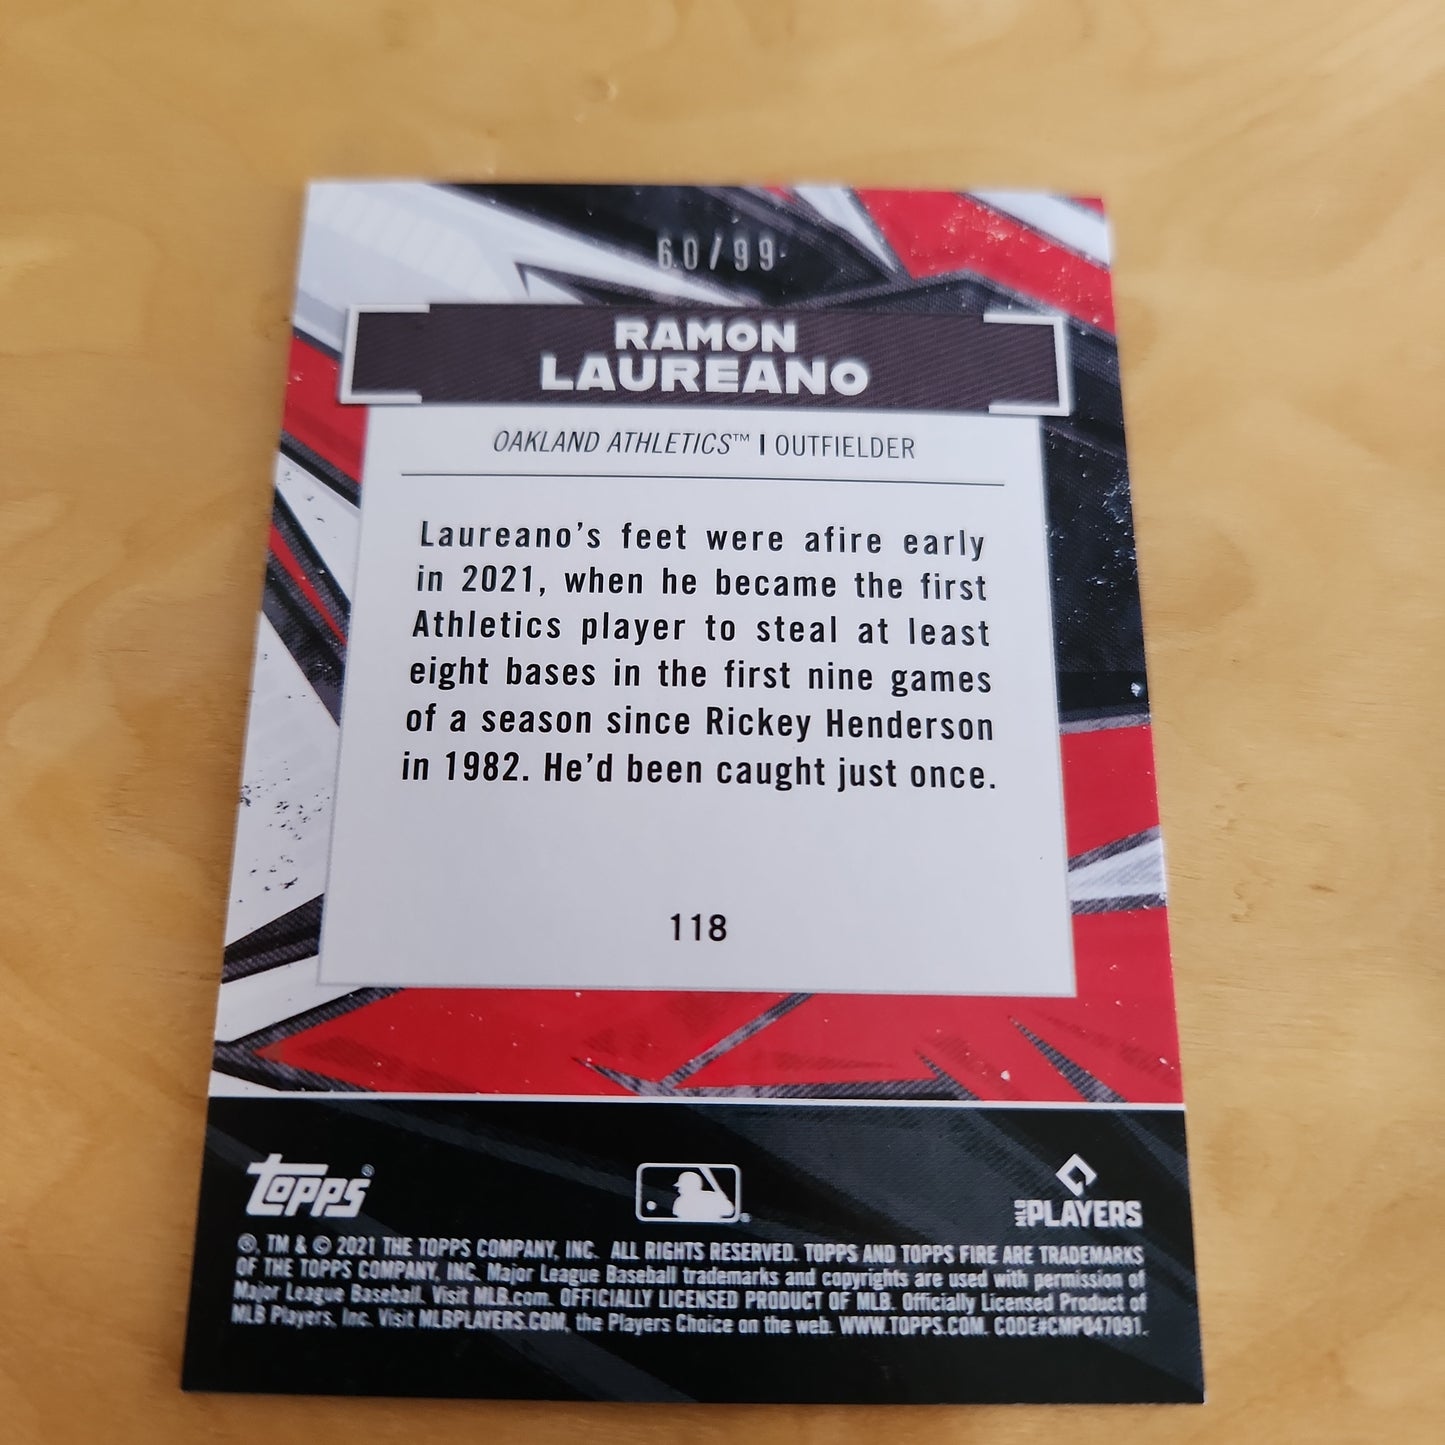 60/99
RAMON
LAUREANO
OAKLAND ATHLETICS™ | OUTFIELDER
Laureano's feet were afire early
in 2021, when he became the first
Athletics player to steal at least
eight bases in the first nine games
of a season since Rickey Henderson
in 1982. He'd been caught just once.
118
topps®
®
MLB PLAYERS
®, TM & © 2021 THE TOPPS COMPANY, INC. ALL RIGHTS RESERVED. TOPPS AND TOPPS FIRE ARE TRADEMARKS
OF THE TOPPS COMPANY, INC. Major League Baseball trademarks and copyrights are used with permission of
Major League Baseball. Visit MLB.com. OFFICIALLY LICENSED PRODUCT OF MLB. Officially Licensed Product of
MLB Players, Inc. Visit MLBPLAYERS.COM, the Players Choice on the web. WWW.TOPPS.COM. CODE#CMP047091.